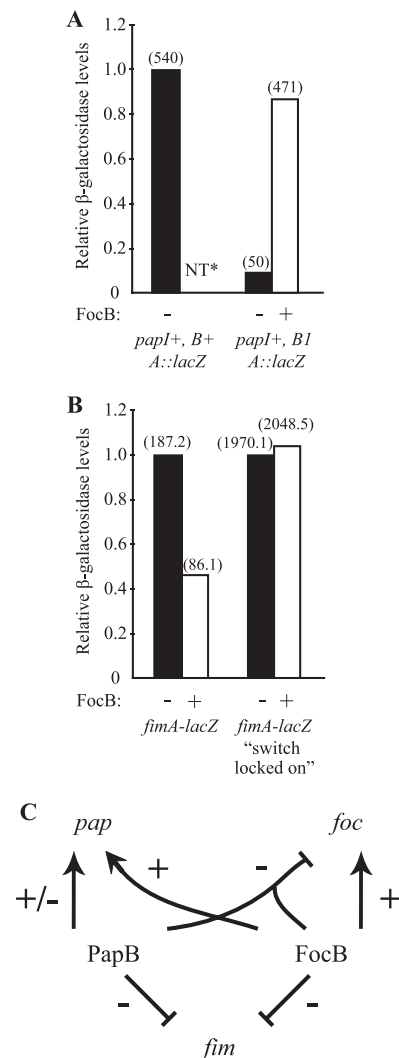 A
Relative β-galactosidase levels
1.2
1.0
0.8
0.6
0.4
0.2
0
(540)
NT*
(50)
(471)
FocB: - - +
papI+, B+ papI+, B1
A::lacZ A::lacZ
B
Relative β-galactosidase levels
1.2
1.0
0.8
0.6
0.4
0.2
0
(187.2)
(86.1)
(1970.1)
(2048.5)
FocB: - + - +
fimA-lacZ fimA-lacZ
“switch
locked on”
C
pap foc
+ -
+/- +
PapB FocB
- -
fim